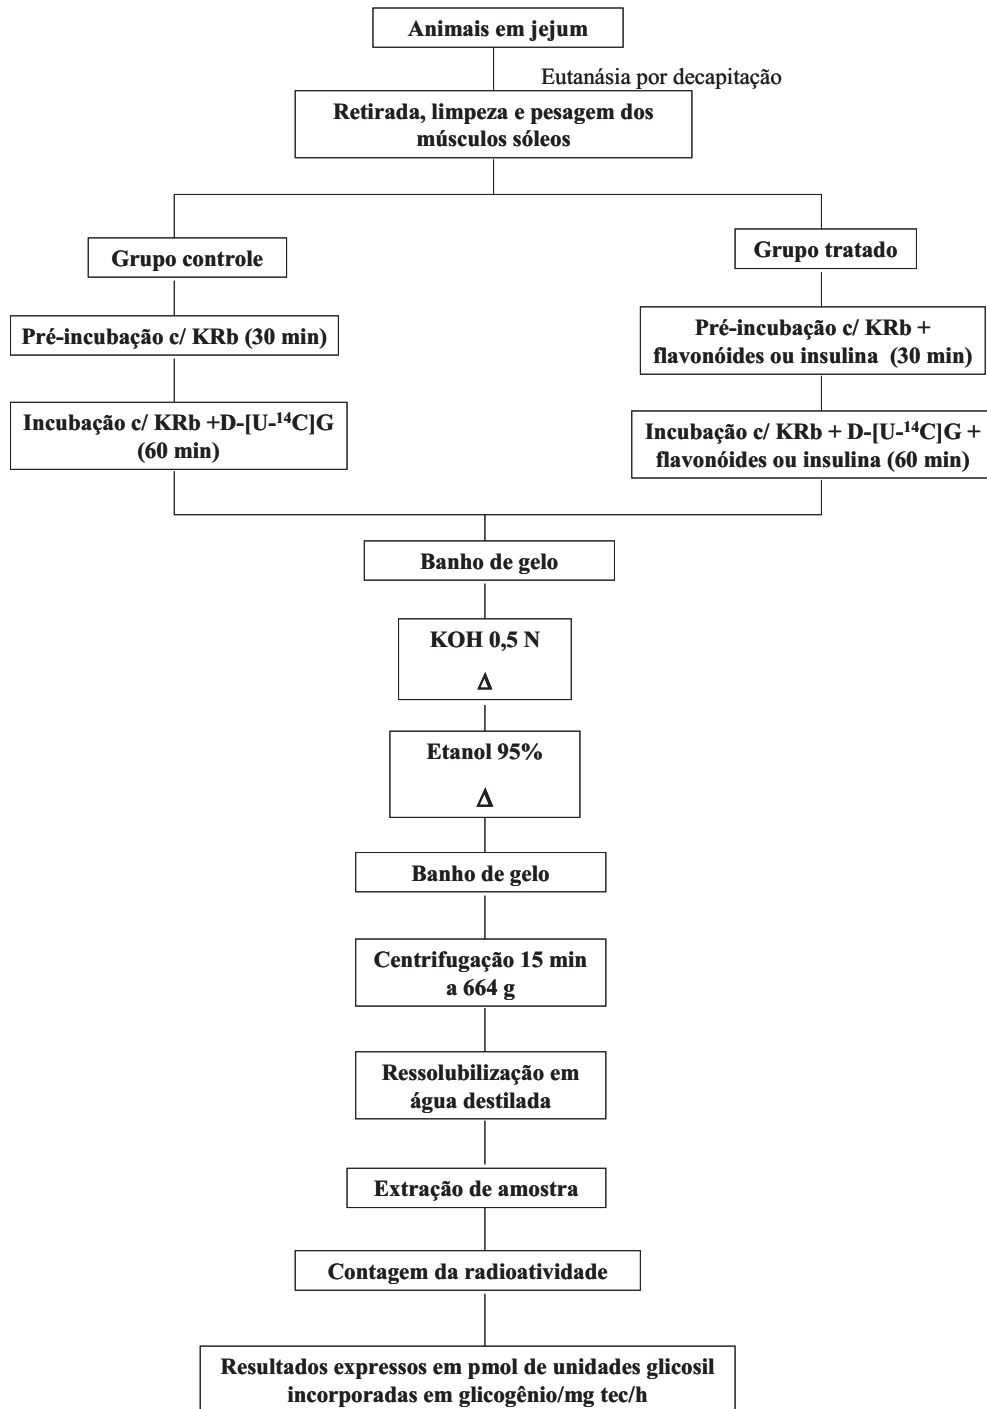 Animais em jejum
Eutanásia por decapitação
Retirada, limpeza e pesagem dos
músculos sóleos
Grupo controle
Grupo tratado
Pré-incubação c/ KRb (30 min)
Pré-incubação c/ KRb +
flavonóides ou insulina (30 min)
Incubação c/ KRb +D-[U-¹⁴C]G
(60 min)
Incubação c/ KRb + D-[U-¹⁴C]G +
flavonóides ou insulina (60 min)
Banho de gelo
KOH 0,5 N
Δ
Etanol 95%
Δ
Banho de gelo
Centrifugação 15 min
a 664 g
Ressolubilização em
água destilada
Extração de amostra
Contagem da radioatividade
Resultados expressos em pmol de unidades glicosil
incorporadas em glicogênio/mg tec/h